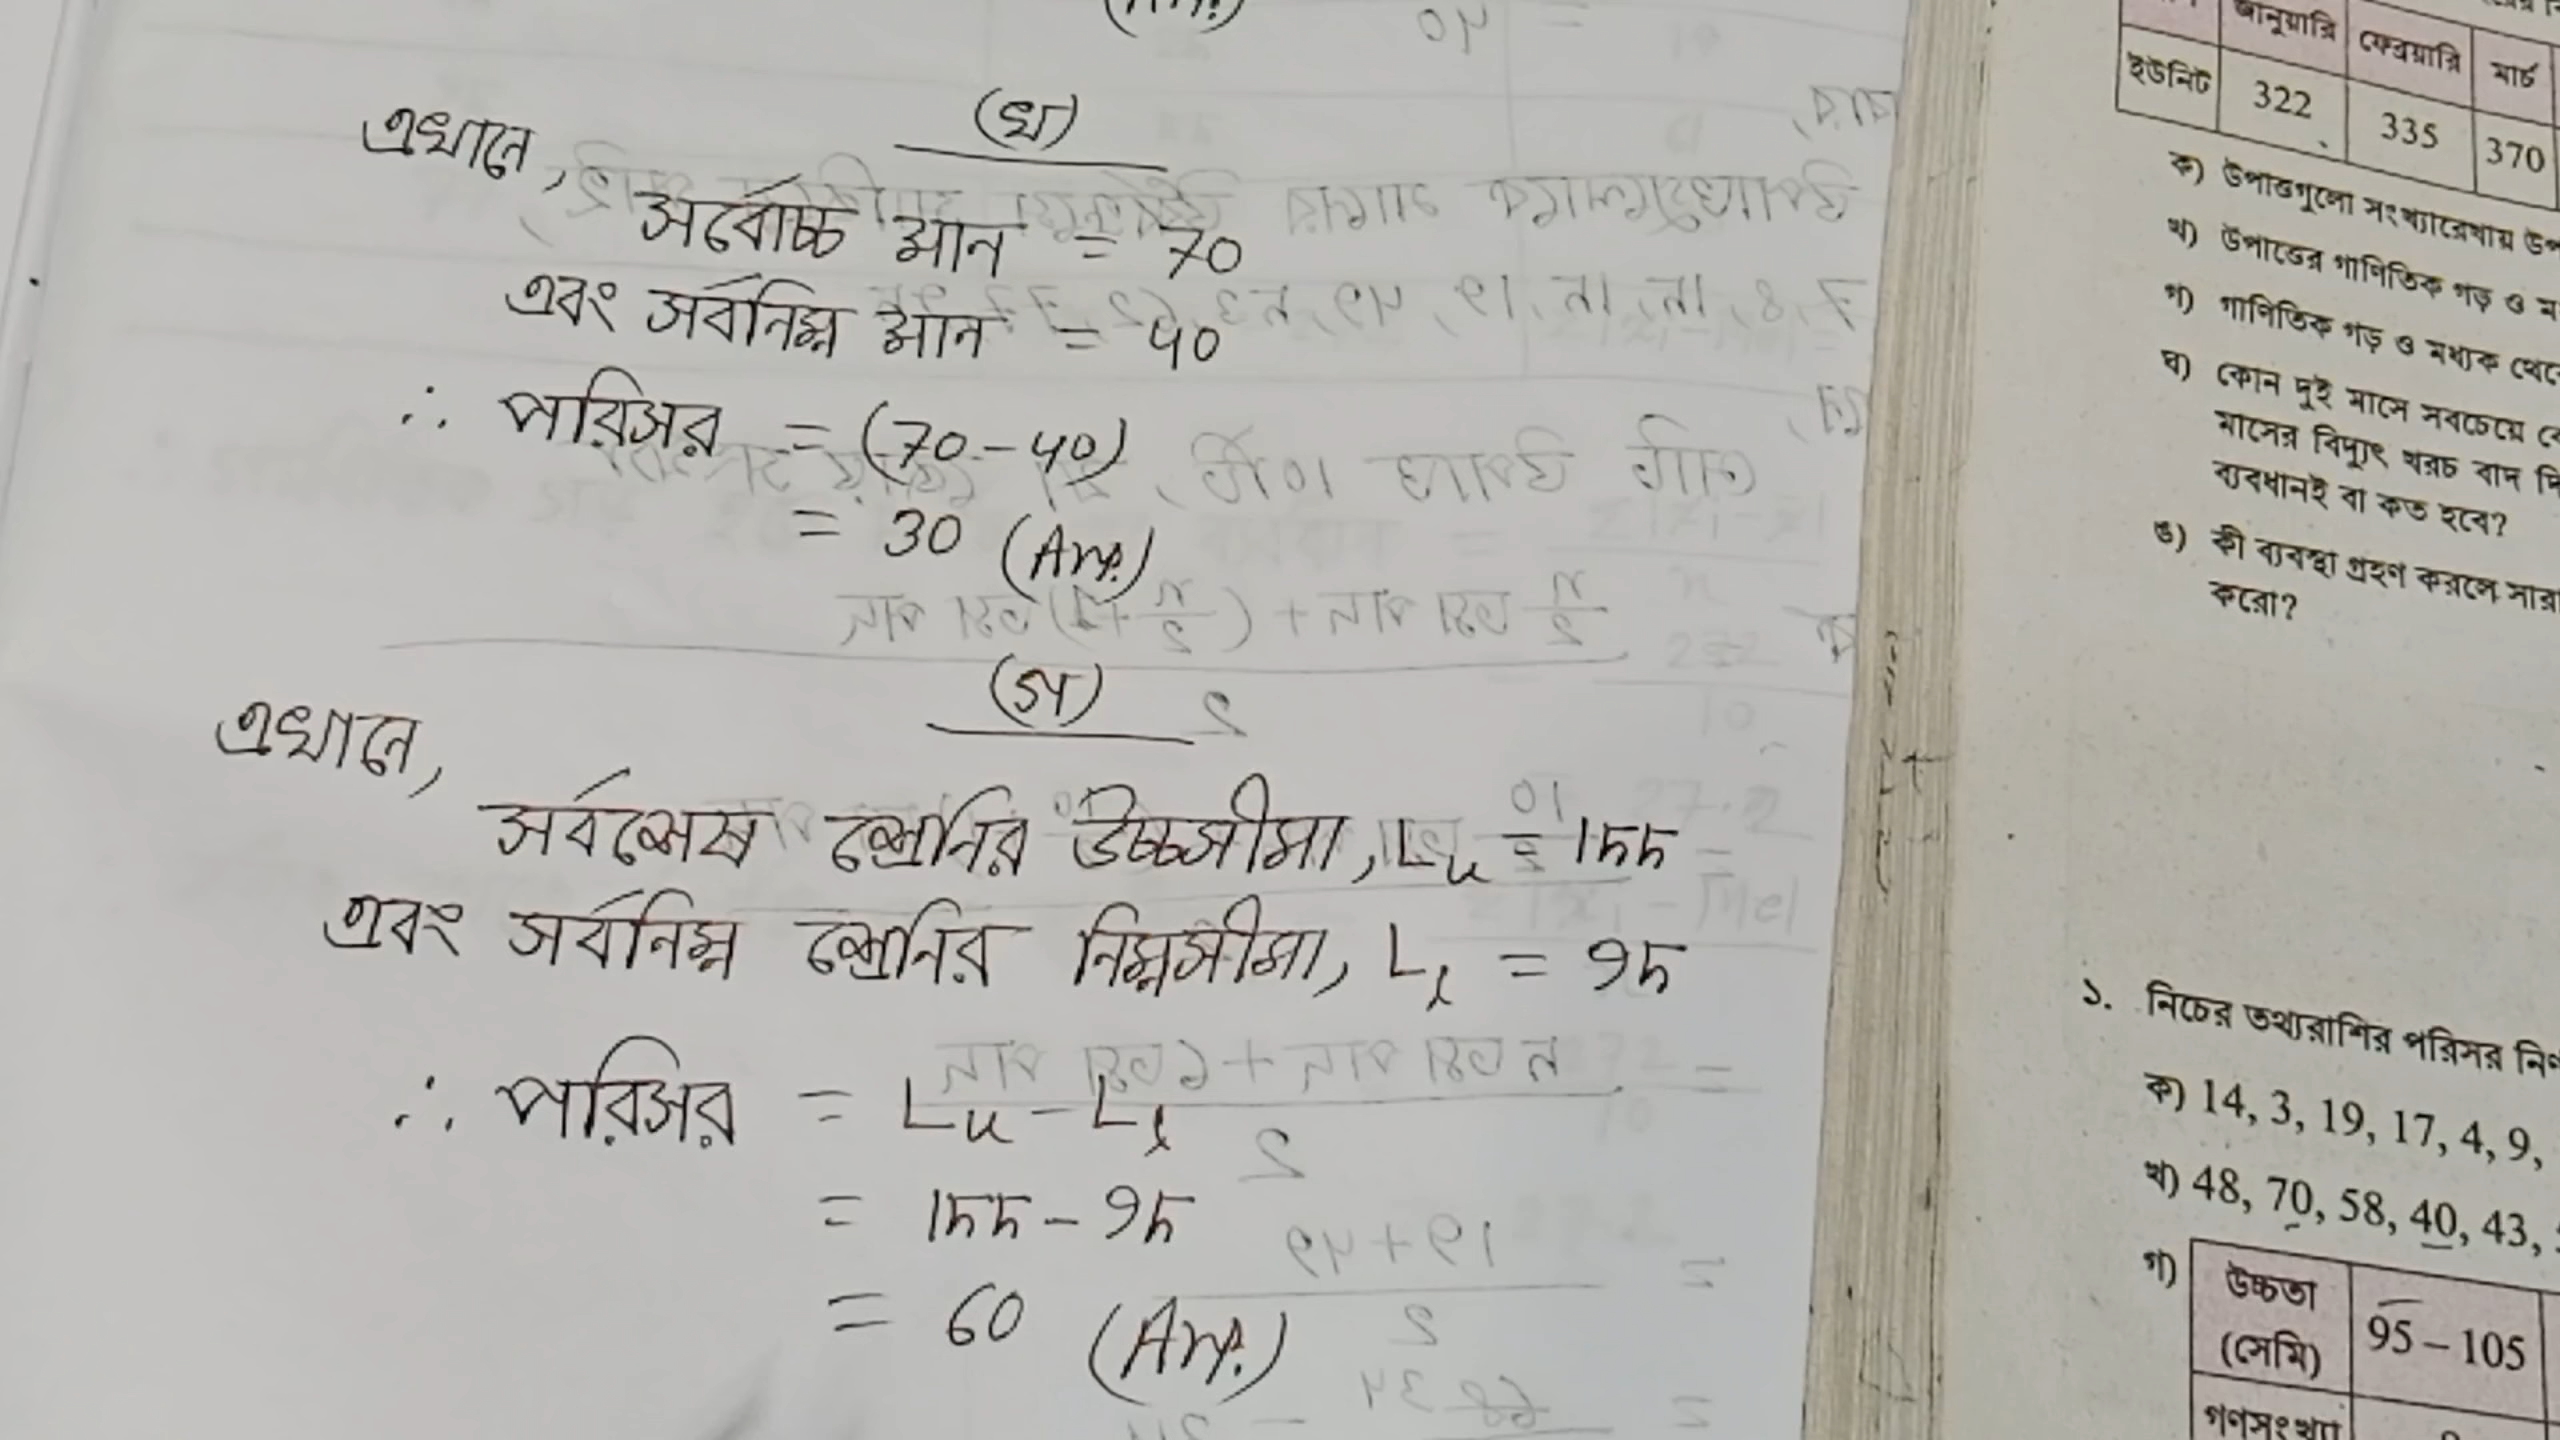 (খ)
এখানে,
সর্বোচ্চ মান = 70
এবং সর্বনিম্ন মান = 40
∴ পরিসর = (70-40)
= 30 (Ans.)
(গ)
এখানে,
সর্বশেষ শ্রেনির উচ্চসীমা, Lu = 155
এবং সর্বনিম্ন শ্রেনির নিম্নসীমা, Lℓ = 95
∴ পরিসর = Lu - Lℓ
= 155 - 95
= 60 (Ans.)
জানুয়ারি ফেব্রুয়ারি মার্চ
ইউনিট 322 335 370
ক) উপাত্তগুলো সংখ্যারেখায়
খ) উপাত্তের গাণিতিক গড় ও
গ) গাণিতিক গড় ও মধ্যক থেকে
ঘ) কোন দুই মাসে সবচেয়ে
মাসের বিদ্যুৎ খরচ বাদ
ব্যবধানই বা কত হবে?
ঙ) কী ব্যবস্থা গ্রহণ করলে
করো?
১. নিচের তথ্যরাশির পরিসর
ক) 14, 3, 19, 17, 4, 9,
খ) 48, 70, 58, 40, 43,
গ) উচ্চতা
(সেমি) 95 – 105
গণসংখ্যা